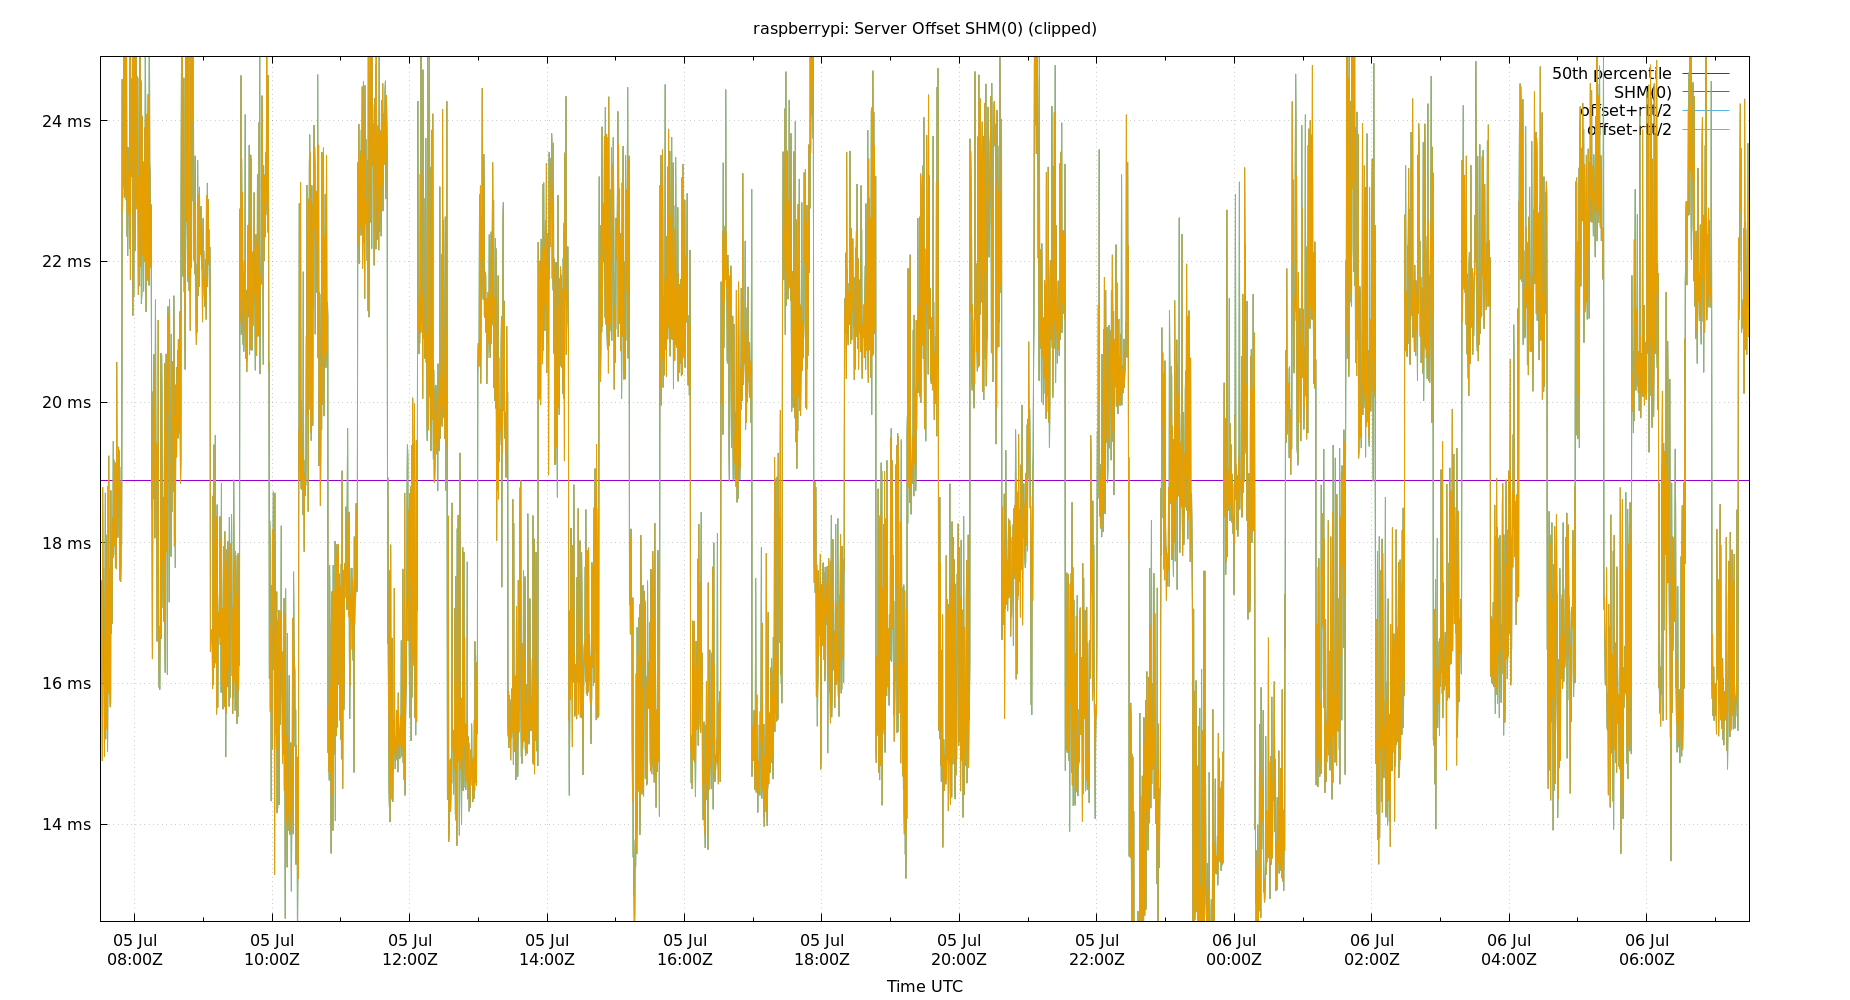 raspberrypi: Server Offset SHM(0) (clipped)
50th percentile
SHM(0)
offset+rtt/2
offset-rtt/2
24 ms
22 ms
20 ms
18 ms
16 ms
14 ms
05 Jul 05 Jul 05 Jul 05 Jul 05 Jul 05 Jul 05 Jul 05 Jul 06 Jul 06 Jul 06 Jul 06 Jul
08:00Z 10:00Z 12:00Z 14:00Z 16:00Z 18:00Z 20:00Z 22:00Z 00:00Z 02:00Z 04:00Z 06:00Z
Time UTC